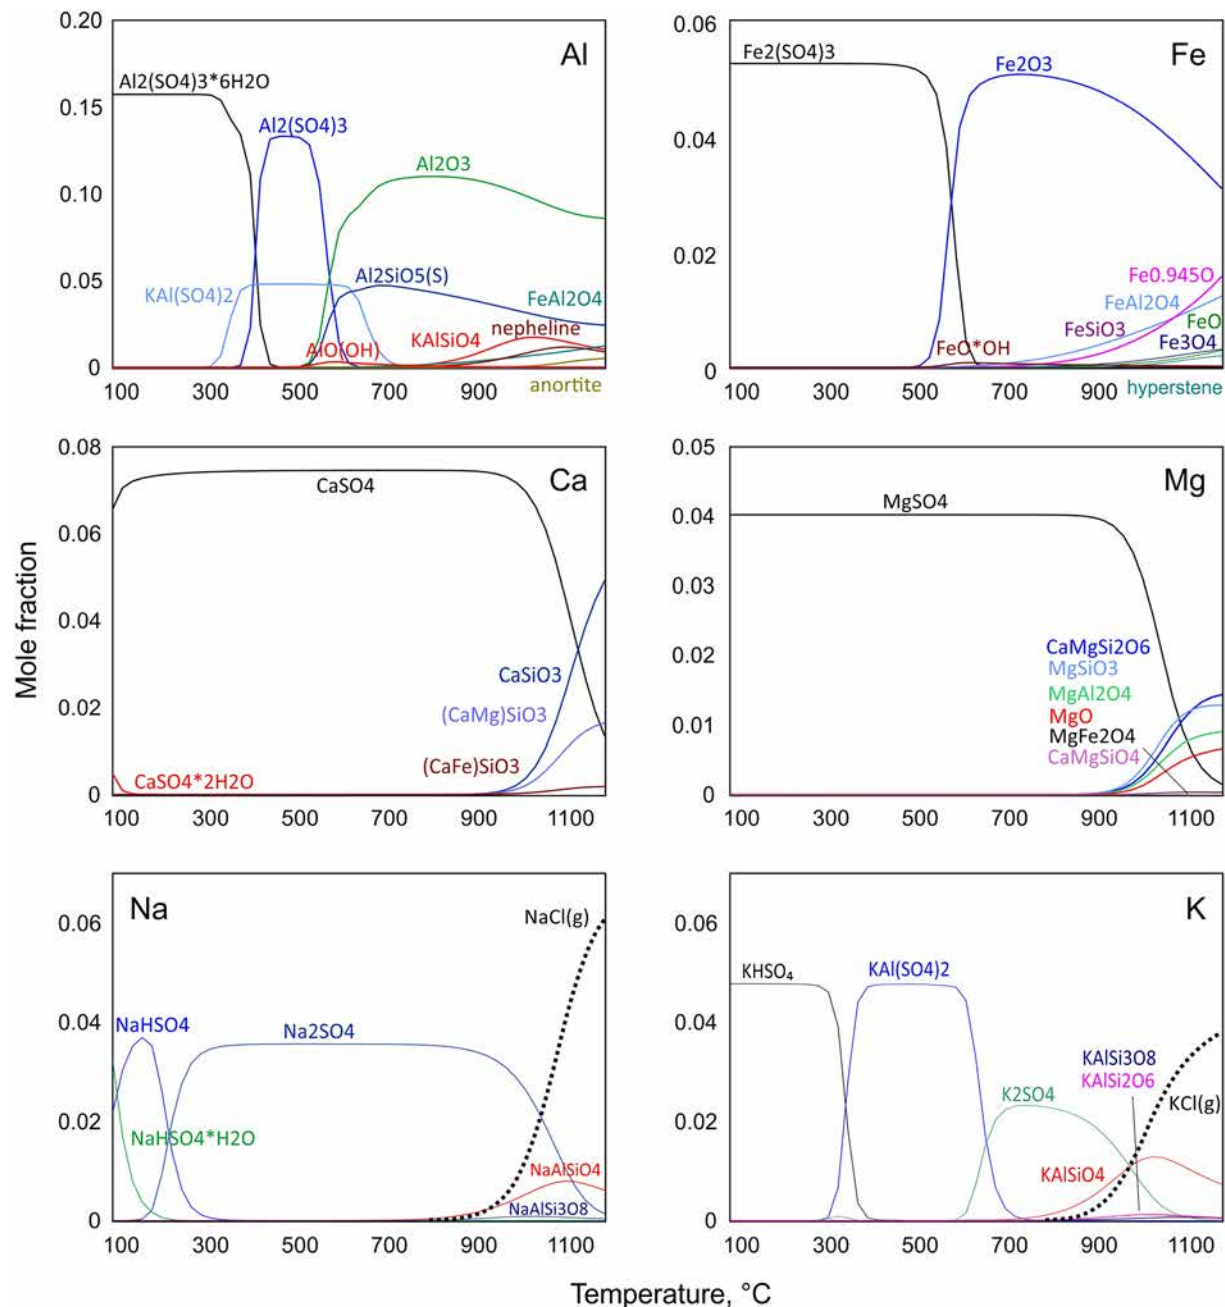 0.20
0.15
0.10
0.05
0
Al
Al2(SO4)3*6H2O
Al2(SO4)3
Al2O3
KAl(SO4)2
Al2SiO5(S)
FeAl2O4
nepheline
KAlSiO4
AlO(OH)
anortite
100 300 500 700 900 1100
0.06
0.04
0.02
0
Fe
Fe2(SO4)3
Fe2O3
Fe0.945O
FeAl2O4
FeO
FeSiO3
Fe3O4
FeO*OH
hyperstene
100 300 500 700 900
0.08
0.06
0.04
0.02
0
Ca
CaSO4
CaSiO3
(CaMg)SiO3
(CaFe)SiO3
CaSO4*2H2O
100 300 500 700 900 1100
0.05
0.04
0.03
0.02
0.01
0
Mg
MgSO4
CaMgSi2O6
MgSiO3
MgAl2O4
MgO
MgFe2O4
CaMgSiO4
100 300 500 700 900 1100
0.06
0.04
0.02
0
Na
NaCl(g)
NaHSO4
Na2SO4
NaHSO4*H2O
NaAlSiO4
NaAlSi3O8
100 300 500 700 900 1100
0.06
0.04
0.02
0
K
KHSO₄
KAl(SO4)2
KAlSi3O8
KAlSi2O6
K2SO4
KCl(g)
KAlSiO4
100 300 500 700 900 1100
Mole fraction
Temperature, °C